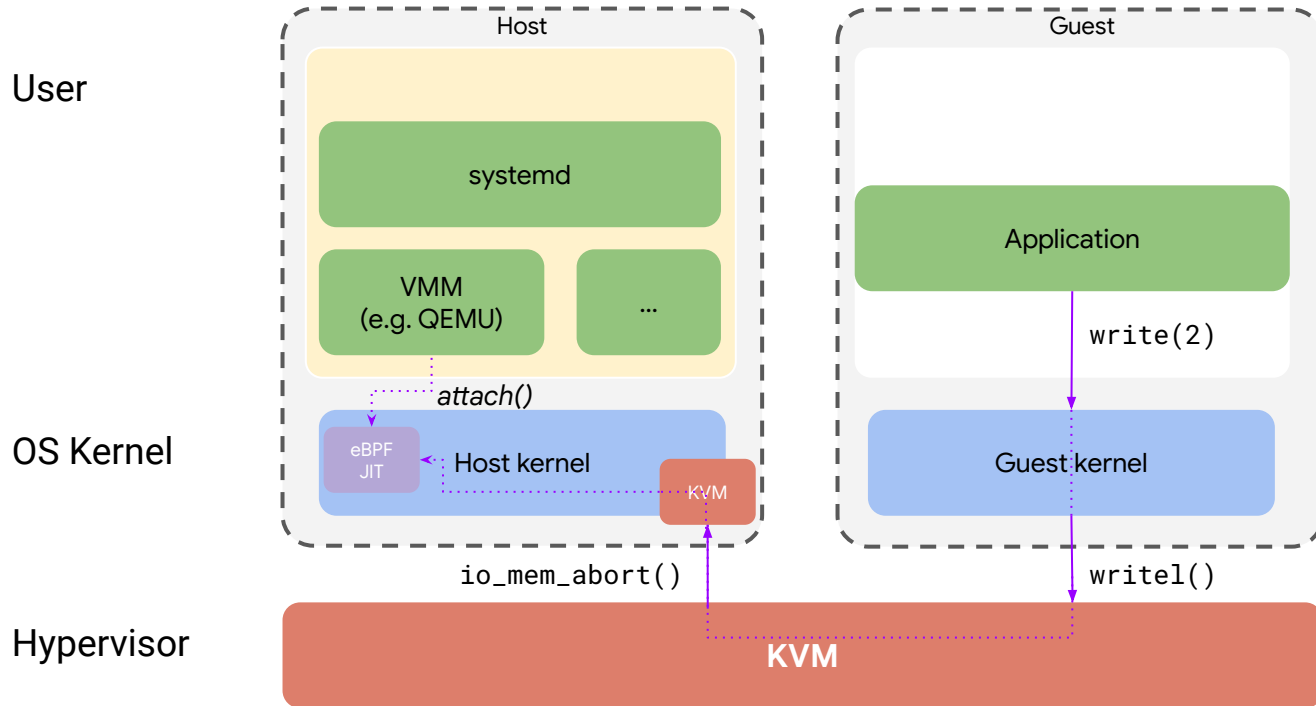 Host
Guest
User
systemd
Application
VMM
(e.g. QEMU)
...
write(2)
attach()
OS Kernel
eBPF
JIT
Host kernel
KVM
Guest kernel
io_mem_abort()
writel()
Hypervisor
KVM